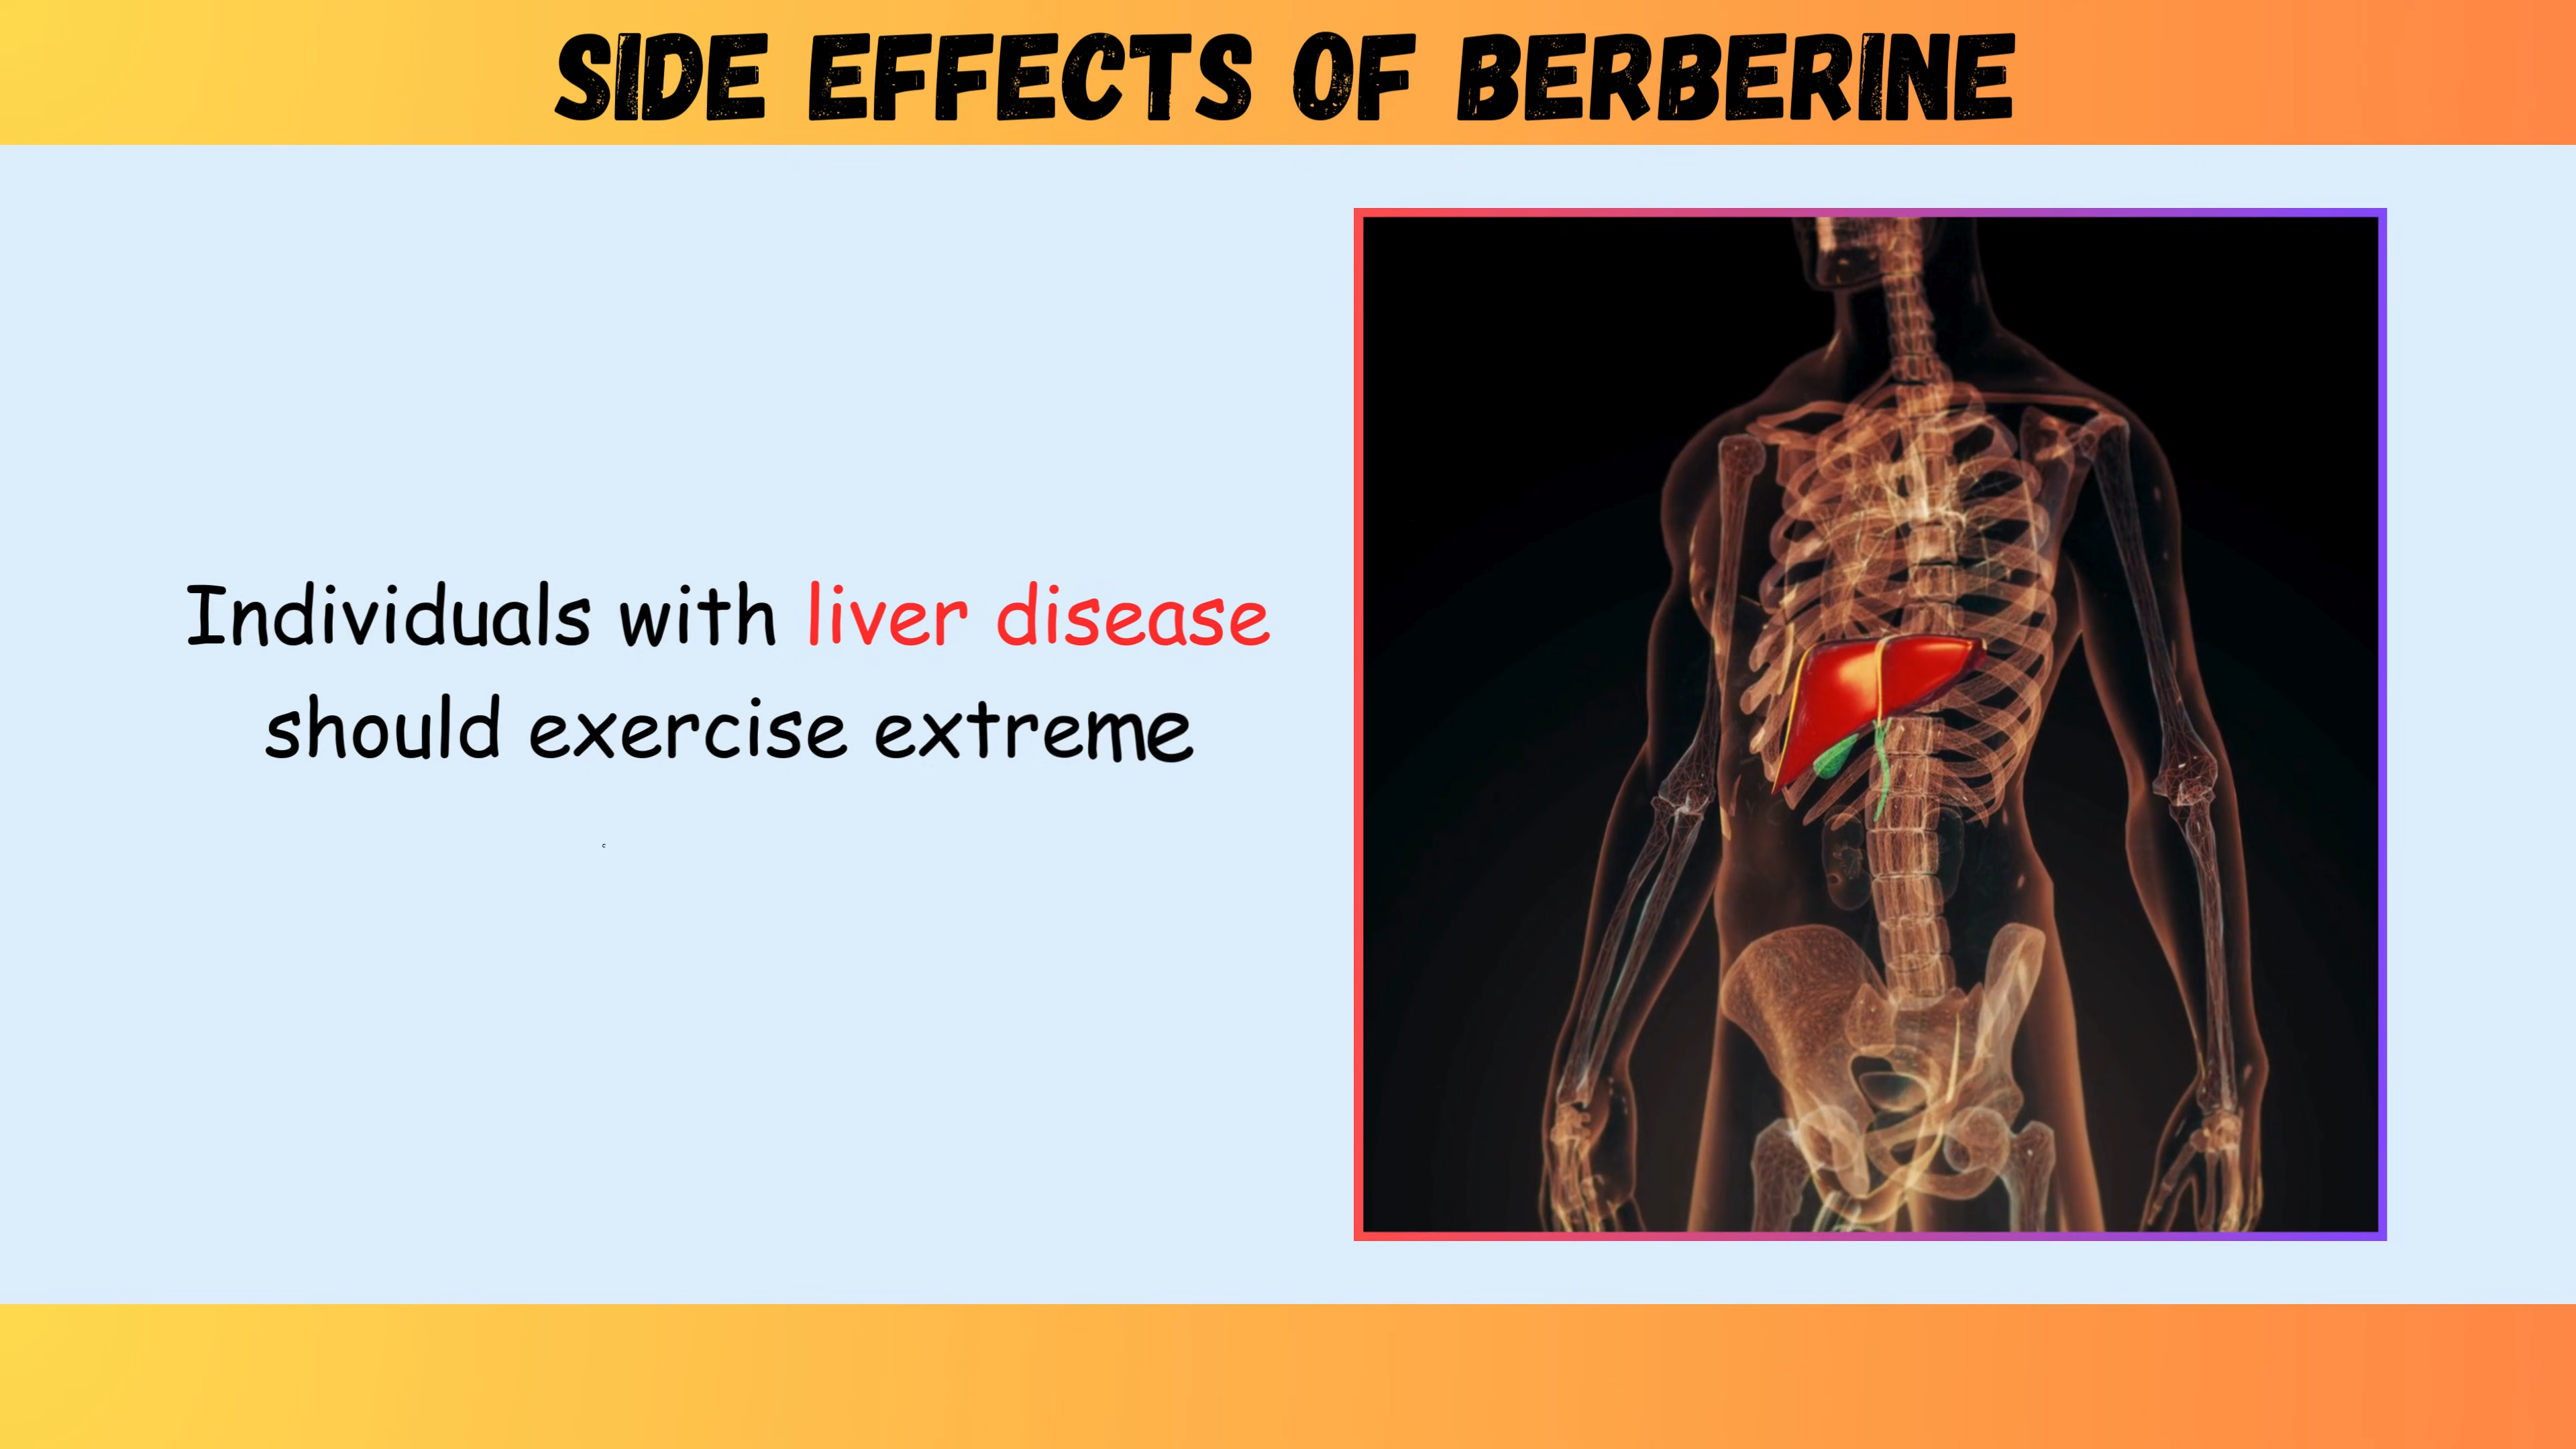 SIDE EFFECTS OF BERBERINE
Individuals with liver disease
should exercise extreme
c